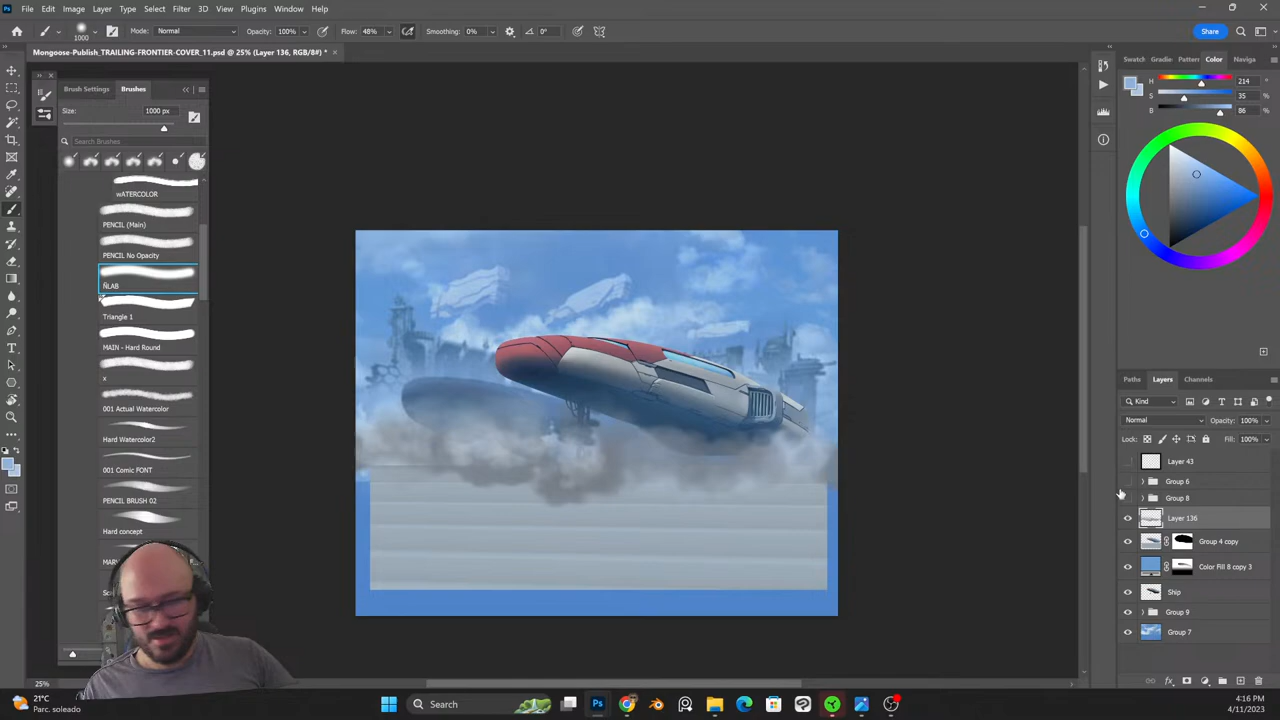 File Edit Image Layer Type Select Filter 3D View Plugins Window Help
1000 Mode: Normal Opacity: 100% Flow: 48% Smoothing: 0% 0° Share
Mongoose-Publish_TRAILING-FRONTIER-COVER_11.psd @ 25% (Layer 136, RGB/8#) * ×
Swatch Gradie Pattern Color Naviga
H 214 °
S 35 %
B 86 %
Brush Settings Brushes
Size: 1000 px
Search Brushes
wATERCOLOR
PENCIL (Main)
PENCIL No Opacity
ÑLAB
Triangle 1
MAIN - Hard Round
x
001 Actual Watercolor
Hard Watercolor2
001 Comic FONT
PENCIL BRUSH 02
Hard concept
Paths Layers Channels
Kind
Normal Opacity: 100%
Lock: Fill: 100%
Layer 43
Group 6
Group 8
Layer 136
Group 4 copy
Color Fill 8 copy 3
Ship
Group 9
Group 7
25%
21°C
Parc. soleado
Search
4:16 PM
4/11/2023